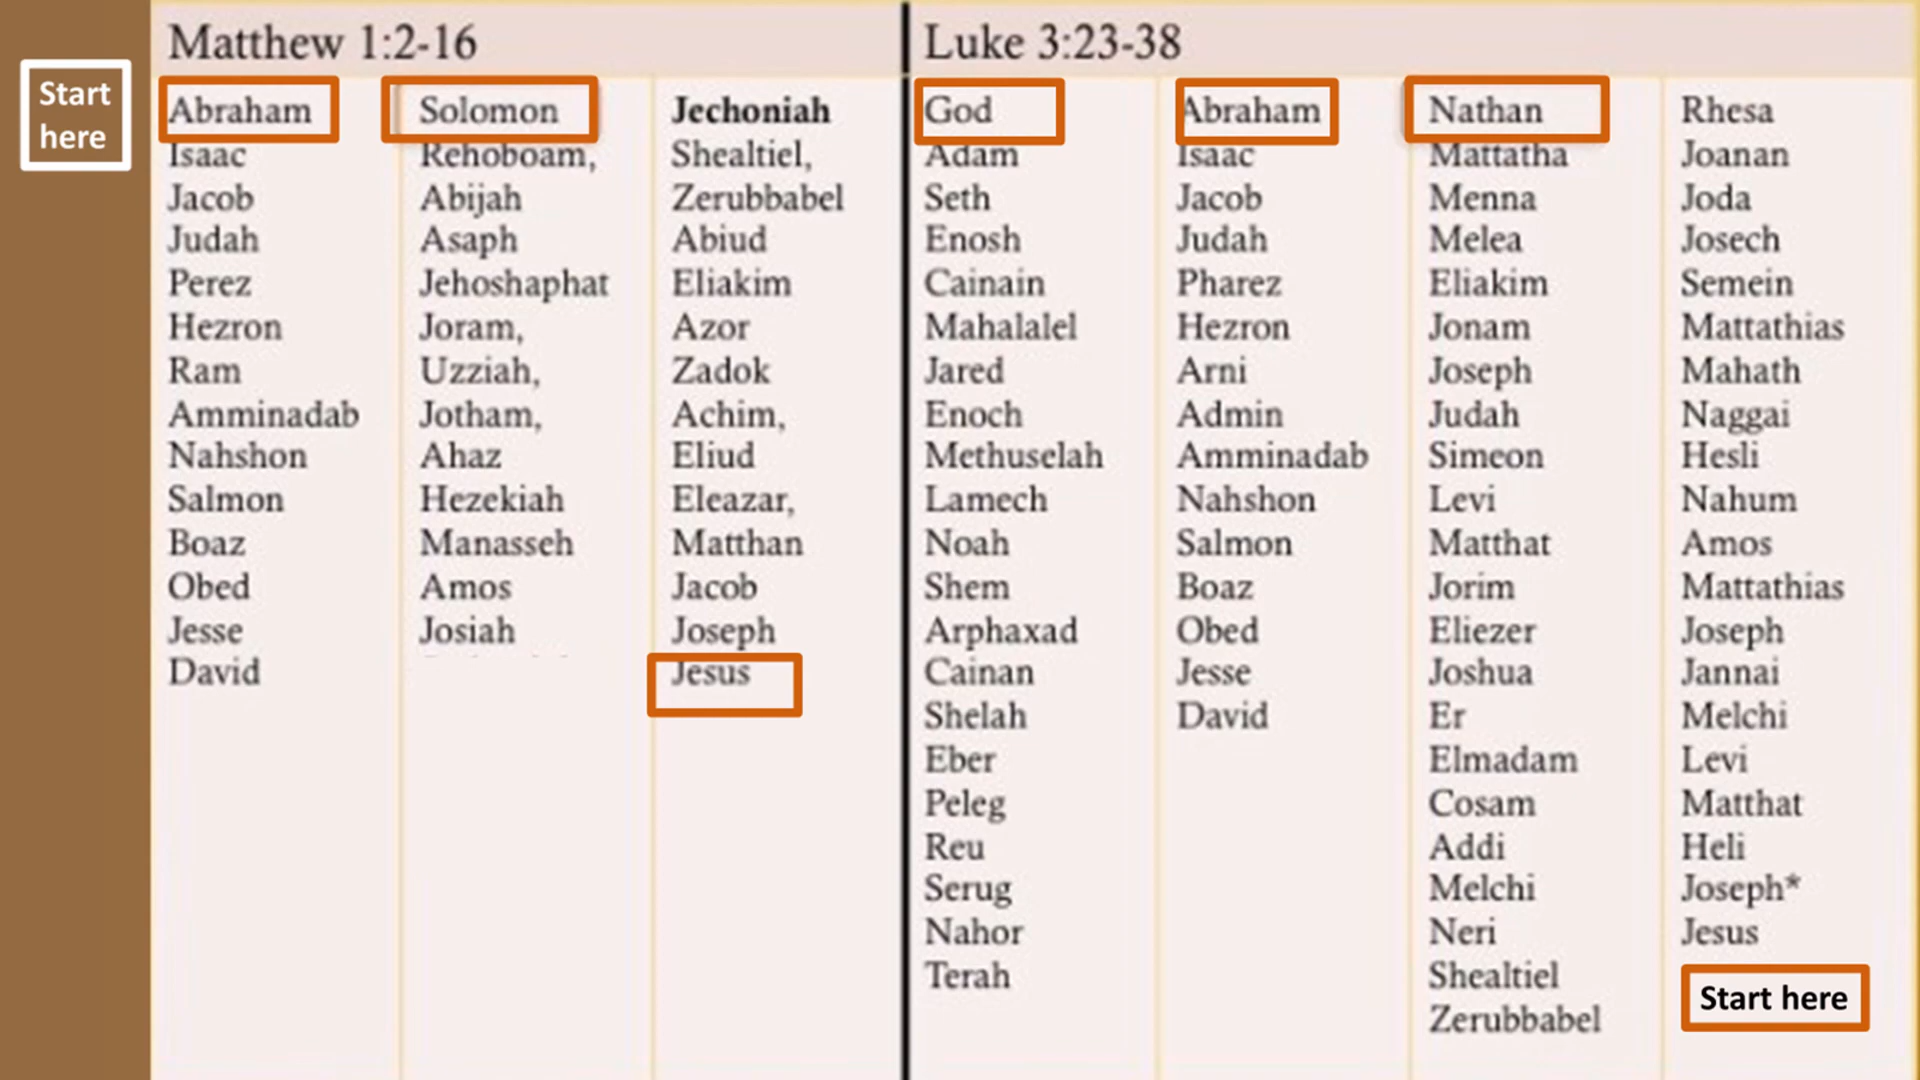 Matthew 1:2-16
Start
here
Abraham
Isaac
Jacob
Judah
Perez
Hezron
Ram
Amminadab
Nahshon
Salmon
Boaz
Obed
Jesse
David
Solomon
Rehoboam,
Abijah
Asaph
Jehoshaphat
Joram,
Uzziah,
Jotham,
Ahaz
Hezekiah
Manasseh
Amos
Josiah
Jechoniah
Shealtiel,
Zerubbabel
Abiud
Eliakim
Azor
Zadok
Achim,
Eliud
Eleazar,
Matthan
Jacob
Joseph
Jesus
Luke 3:23-38
God
Adam
Seth
Enosh
Cainain
Mahalalel
Jared
Enoch
Methuselah
Lamech
Noah
Shem
Arphaxad
Cainan
Shelah
Eber
Peleg
Reu
Serug
Nahor
Terah
Abraham
Isaac
Jacob
Judah
Pharez
Hezron
Arni
Admin
Amminadab
Nahshon
Salmon
Boaz
Obed
Jesse
David
Nathan
Mattatha
Menna
Melea
Eliakim
Jonam
Joseph
Judah
Simeon
Levi
Matthat
Jorim
Eliezer
Joshua
Er
Elmadam
Cosam
Addi
Melchi
Neri
Shealtiel
Zerubbabel
Rhesa
Joanan
Joda
Josech
Semein
Mattathias
Mahath
Naggai
Hesli
Nahum
Amos
Mattathias
Joseph
Jannai
Melchi
Levi
Matthat
Heli
Joseph*
Jesus
Start here